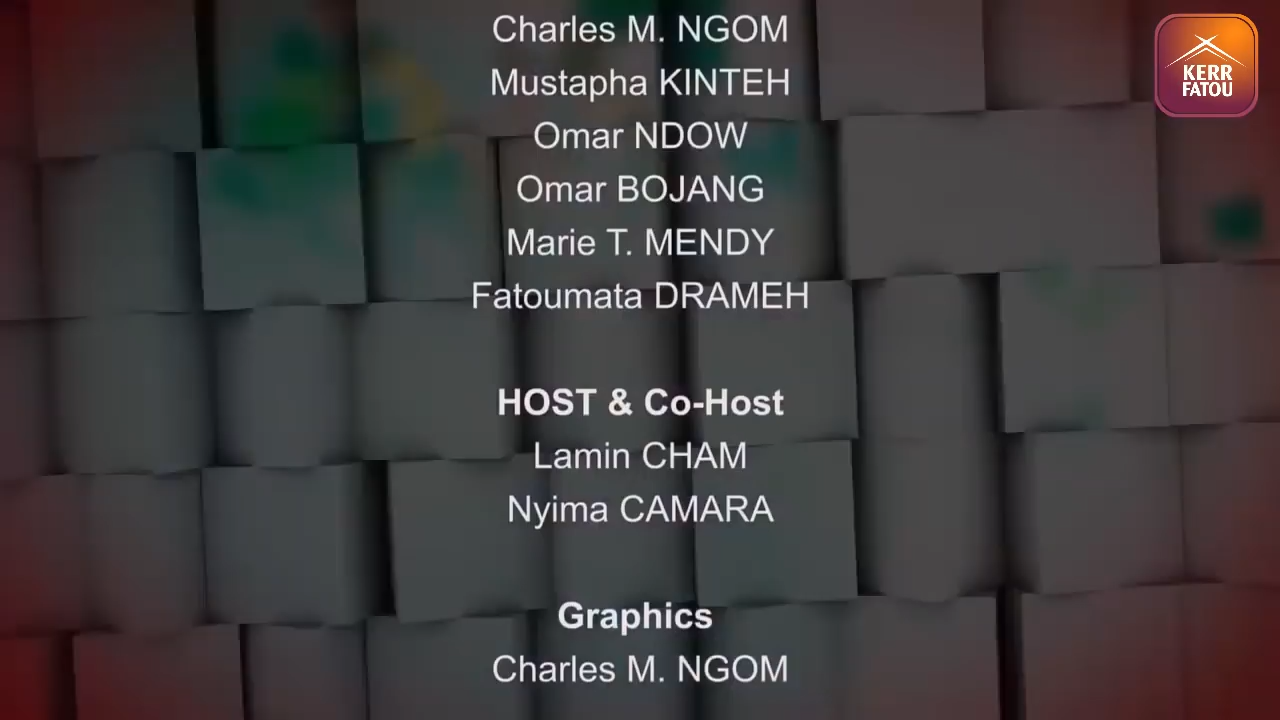 Charles M. NGOM
Mustapha KINTEH
Omar NDOW
Omar BOJANG
Marie T. MENDY
Fatoumata DRAMEH
HOST & Co-Host
Lamin CHAM
Nyima CAMARA
Graphics
Charles M. NGOM
KERR
FATOU